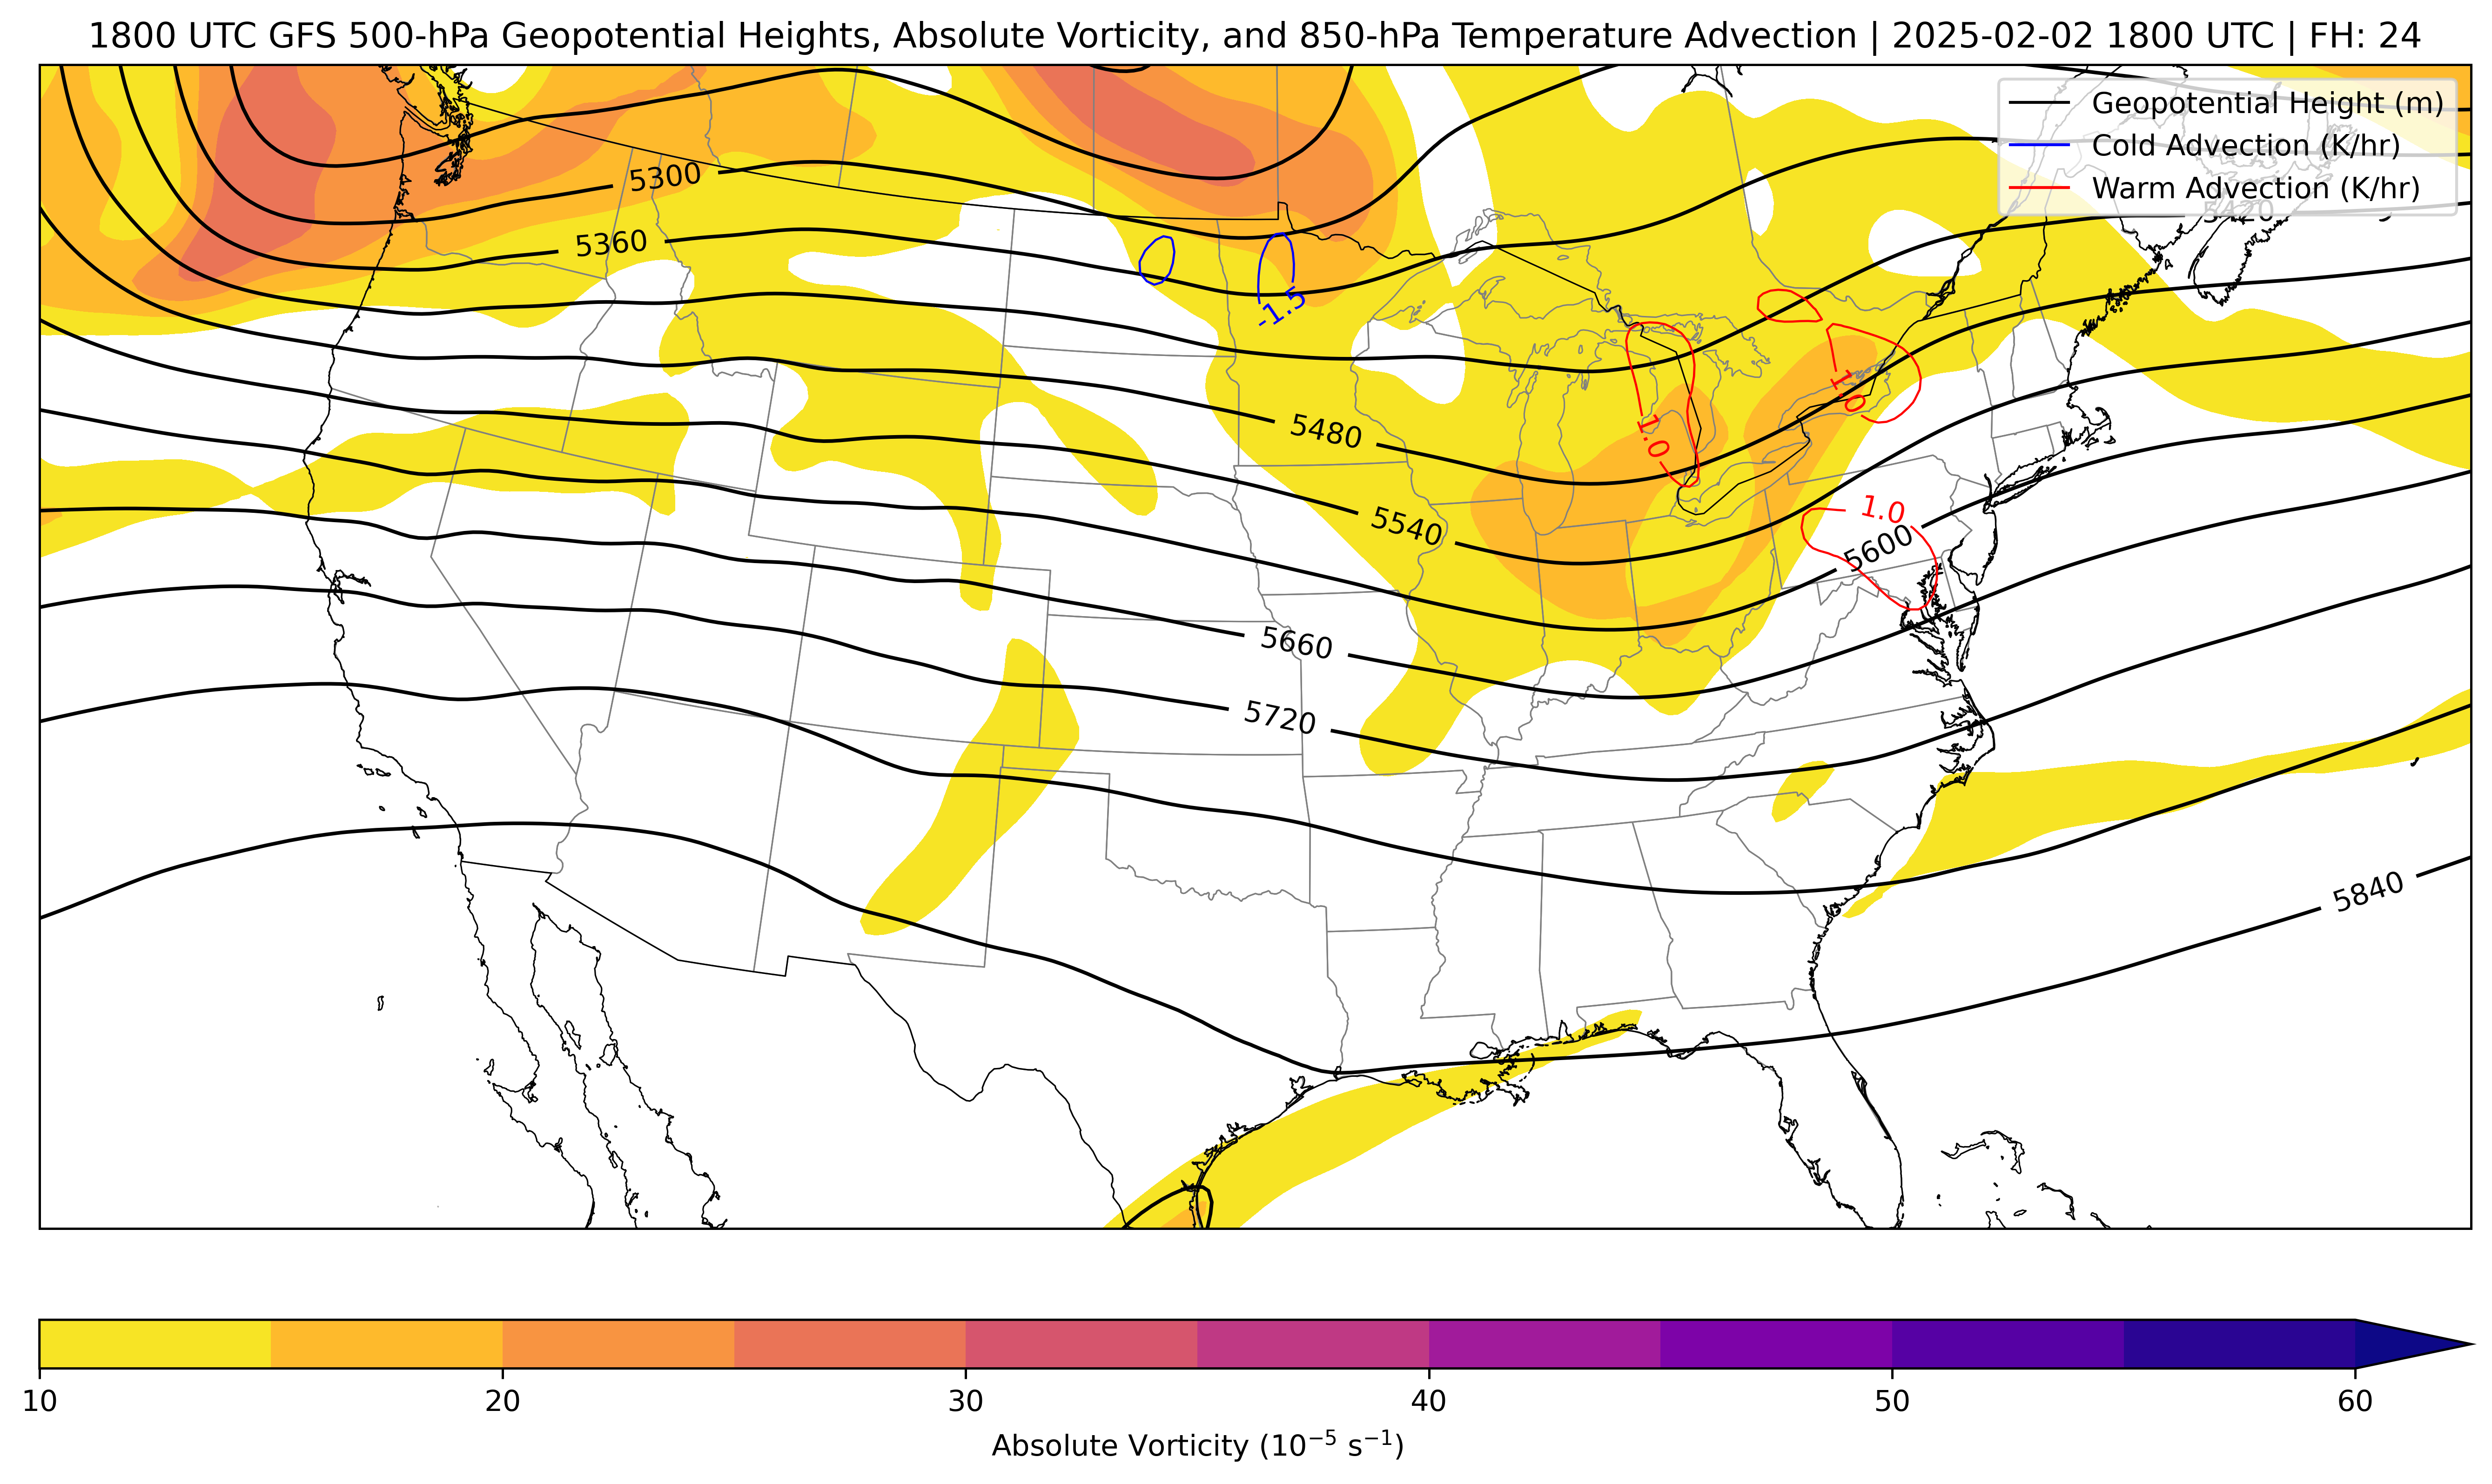 1800 UTC GFS 500-hPa Geopotential Heights, Absolute Vorticity, and 850-hPa Temperature Advection | 2025-02-02 1800 UTC | FH: 24
Geopotential Height (m)
Cold Advection (K/hr)
Warm Advection (K/hr)
5300
5420
5360
-1.5
1.0
5480
1.0
1.0
5540
5600
5660
5720
5840
10 20 30 40 50 60
Absolute Vorticity (10⁻⁵ s⁻¹)